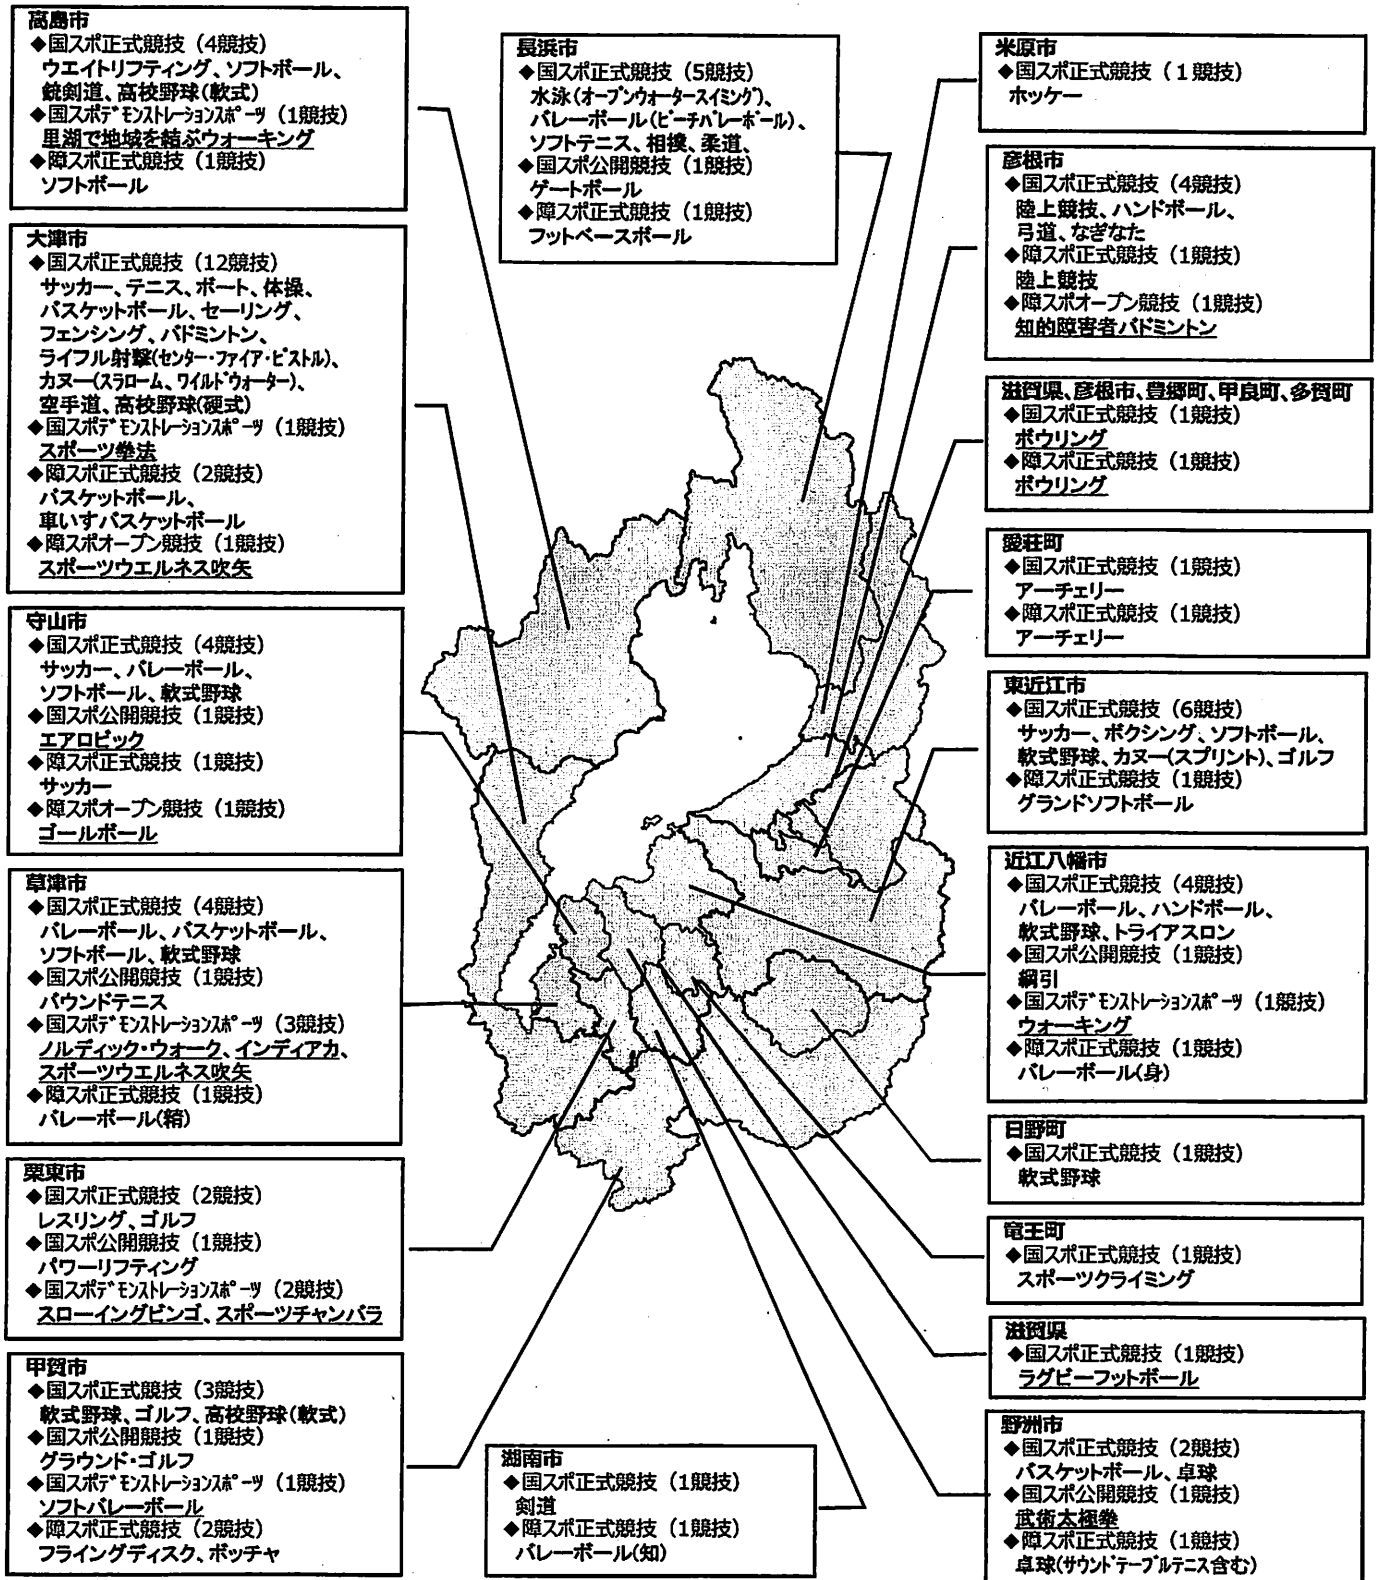 高島市
◆国スポ正式競技（4競技）
ウエイトリフティング、ソフトボール、
銃剣道、高校野球(軟式)
◆国スポデモンストレーションスポーツ（1競技）
里湖で地域を結ぶウォーキング
◆障スポ正式競技（1競技）
ソフトボール
大津市
◆国スポ正式競技（12競技）
サッカー、テニス、ボート、体操、
バスケットボール、セーリング、
フェンシング、バドミントン、
ライフル射撃(センター・ファイア・ピストル)、
カヌー(スラローム、ワイルドウォーター)、
空手道、高校野球(硬式)
◆国スポデモンストレーションスポーツ（1競技）
スポーツ拳法
◆障スポ正式競技（2競技）
バスケットボール、
車いすバスケットボール
◆障スポオープン競技（1競技）
スポーツウエルネス吹矢
守山市
◆国スポ正式競技（4競技）
サッカー、バレーボール、
ソフトボール、軟式野球
◆国スポ公開競技（1競技）
エアロビック
◆障スポ正式競技（1競技）
サッカー
◆障スポオープン競技（1競技）
ゴールボール
草津市
◆国スポ正式競技（4競技）
バレーボール、バスケットボール、
ソフトボール、軟式野球
◆国スポ公開競技（1競技）
バウンドテニス
◆国スポデモンストレーションスポーツ（3競技）
ノルディック・ウォーク、インディアカ、
スポーツウエルネス吹矢
◆障スポ正式競技（1競技）
バレーボール(精)
栗東市
◆国スポ正式競技（2競技）
レスリング、ゴルフ
◆国スポ公開競技（1競技）
パワーリフティング
◆国スポデモンストレーションスポーツ（2競技）
スローイングビンゴ、スポーツチャンバラ
甲賀市
◆国スポ正式競技（3競技）
軟式野球、ゴルフ、高校野球(軟式)
◆国スポ公開競技（1競技）
グラウンド・ゴルフ
◆国スポデモンストレーションスポーツ（1競技）
ソフトバレーボール
◆障スポ正式競技（2競技）
フライングディスク、ボッチャ
長浜市
◆国スポ正式競技（5競技）
水泳(オープンウォータースイミング)、
バレーボール(ビーチバレーボール)、
ソフトテニス、相撲、柔道、
◆国スポ公開競技（1競技）
ゲートボール
◆障スポ正式競技（1競技）
フットベースボール
湖南市
◆国スポ正式競技（1競技）
剣道
◆障スポ正式競技（1競技）
バレーボール(知)
米原市
◆国スポ正式競技（1競技）
ホッケー
彦根市
◆国スポ正式競技（4競技）
陸上競技、ハンドボール、
弓道、なぎなた
◆障スポ正式競技（1競技）
陸上競技
◆障スポオープン競技（1競技）
知的障害者バドミントン
滋賀県、彦根市、豊郷町、甲良町、多賀町
◆国スポ正式競技（1競技）
ボウリング
◆障スポ正式競技（1競技）
ボウリング
愛荘町
◆国スポ正式競技（1競技）
アーチェリー
◆障スポ正式競技（1競技）
アーチェリー
東近江市
◆国スポ正式競技（6競技）
サッカー、ボクシング、ソフトボール、
軟式野球、カヌー(スプリント)、ゴルフ
◆障スポ正式競技（1競技）
グランドソフトボール
近江八幡市
◆国スポ正式競技（4競技）
バレーボール、ハンドボール、
軟式野球、トライアスロン
◆国スポ公開競技（1競技）
綱引
◆国スポデモンストレーションスポーツ（1競技）
ウォーキング
◆障スポ正式競技（1競技）
バレーボール(身)
日野町
◆国スポ正式競技（1競技）
軟式野球
竜王町
◆国スポ正式競技（1競技）
スポーツクライミング
滋賀県
◆国スポ正式競技（1競技）
ラグビーフットボール
野洲市
◆国スポ正式競技（2競技）
バスケットボール、卓球
◆国スポ公開競技（1競技）
武術太極拳
◆障スポ正式競技（1競技）
卓球(サウンドテーブルテニス含む)